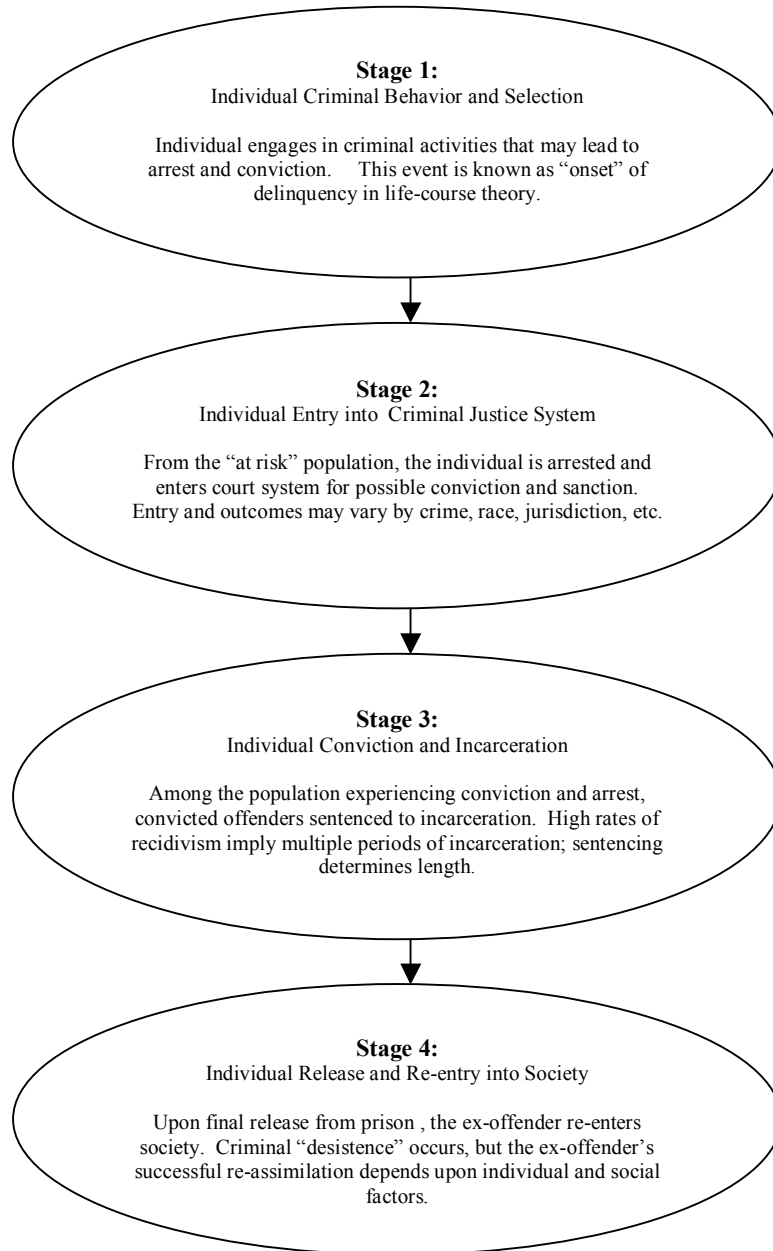 Stage 1:
Individual Criminal Behavior and Selection
Individual engages in criminal activities that may lead to
arrest and conviction. This event is known as “onset” of
delinquency in life-course theory.
Stage 2:
Individual Entry into Criminal Justice System
From the “at risk” population, the individual is arrested and
enters court system for possible conviction and sanction.
Entry and outcomes may vary by crime, race, jurisdiction, etc.
Stage 3:
Individual Conviction and Incarceration
Among the population experiencing conviction and arrest,
convicted offenders sentenced to incarceration. High rates of
recidivism imply multiple periods of incarceration; sentencing
determines length.
Stage 4:
Individual Release and Re-entry into Society
Upon final release from prison , the ex-offender re-enters
society. Criminal “desistence” occurs, but the ex-offender’s
successful re-assimilation depends upon individual and social
factors.